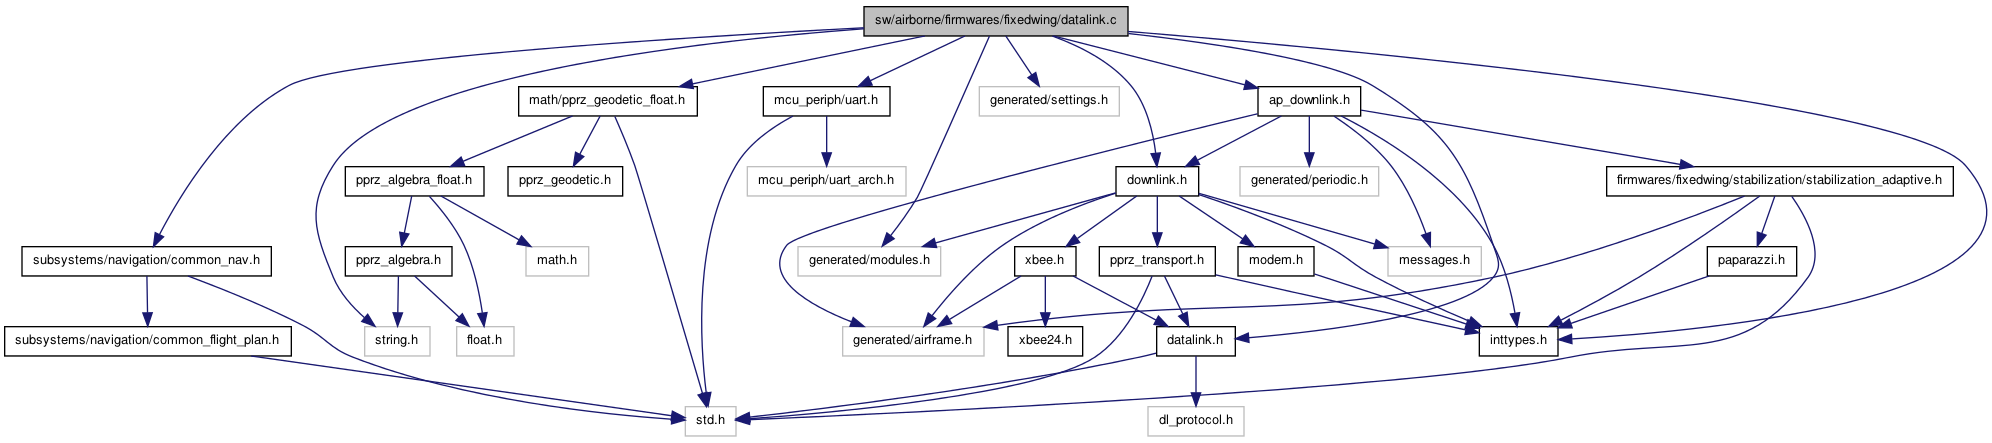 sw/airborne/firmwares/fixedwing/datalink.c
math/pprz_geodetic_float.h
mcu_periph/uart.h
generated/settings.h
ap_downlink.h
pprz_algebra_float.h
pprz_geodetic.h
mcu_periph/uart_arch.h
downlink.h
generated/periodic.h
firmwares/fixedwing/stabilization/stabilization_adaptive.h
subsystems/navigation/common_nav.h
pprz_algebra.h
math.h
generated/modules.h
xbee.h
pprz_transport.h
modem.h
messages.h
paparazzi.h
subsystems/navigation/common_flight_plan.h
string.h
float.h
generated/airframe.h
xbee24.h
datalink.h
inttypes.h
std.h
dl_protocol.h